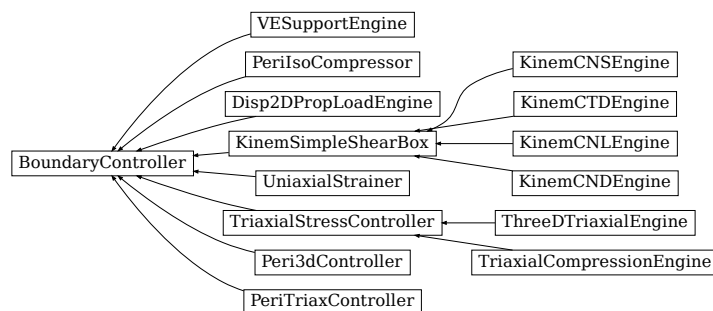 VESupportEngine
PeriIsoCompressor
KinemCNSEngine
Disp2DPropLoadEngine
KinemCTDEngine
KinemSimpleShearBox
KinemCNLEngine
BoundaryController
UniaxialStrainer
KinemCNDEngine
TriaxialStressController
ThreeDTriaxialEngine
Peri3dController
TriaxialCompressionEngine
PeriTriaxController